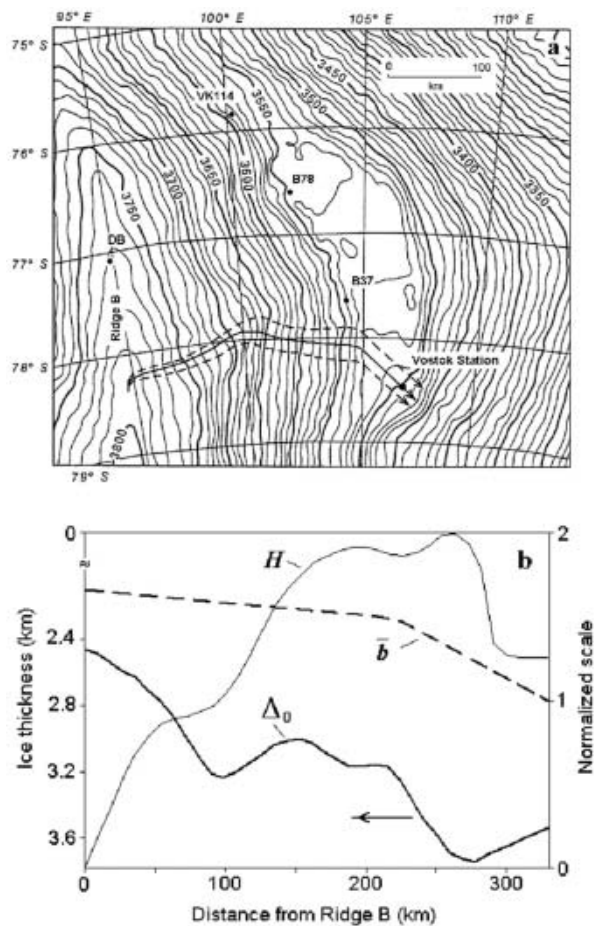 95° E 100° E 105° E 110° E
75° S
a
0 100
km
3450
3500
3550
VK114
76° S
3700
3650
3590
B78
3400
3350
3750
DB
77° S
Ridge B
B37
78° S
Vostok Station
3800
79° S
b
0 2
≈
H
2.4
b̄
2.8 1
Δ₀
3.2
3.6
0
Ice thickness (km)
Normalized scale
0 100 200 300
Distance from Ridge B (km)